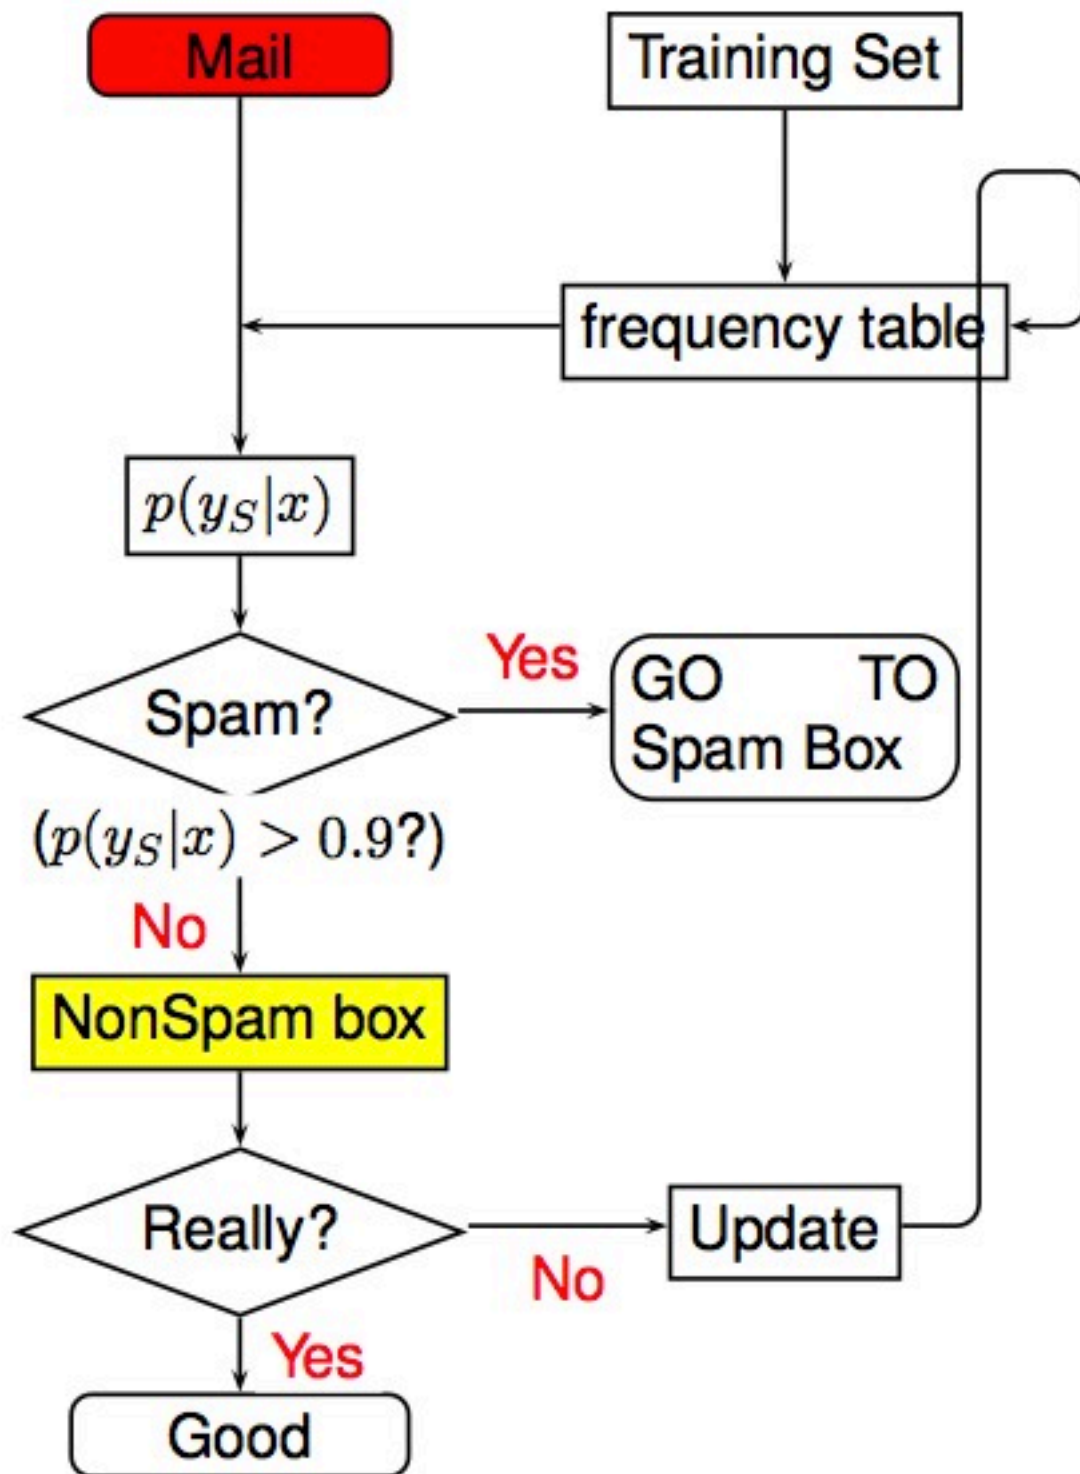 Mail
Training Set
frequency table
p(y_S|x)
Spam?
Yes
GO TO
Spam Box
(p(y_S|x) > 0.9?)
No
NonSpam box
Really?
No
Update
Yes
Good